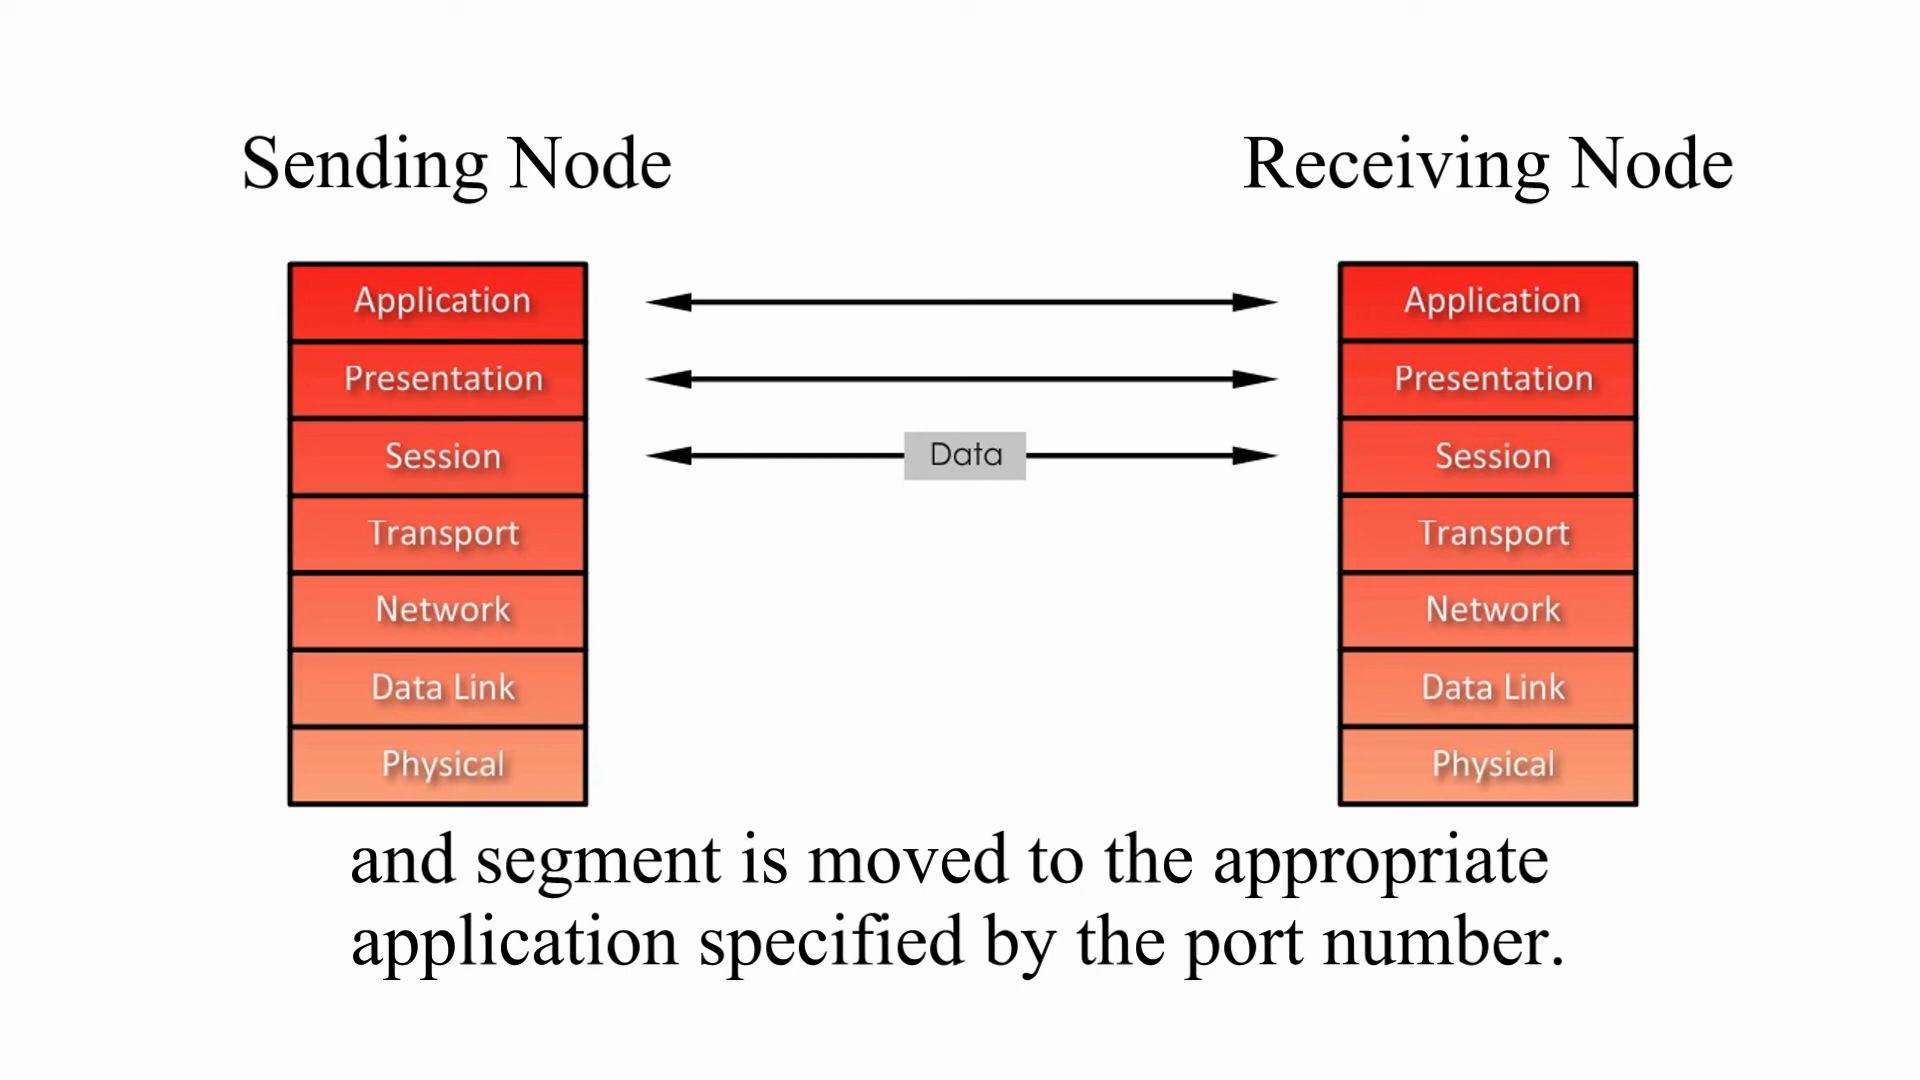 Sending Node
Receiving Node
Application
Presentation
Session
Transport
Network
Data Link
Physical
Data
Application
Presentation
Session
Transport
Network
Data Link
Physical
and segment is moved to the appropriate
application specified by the port number.